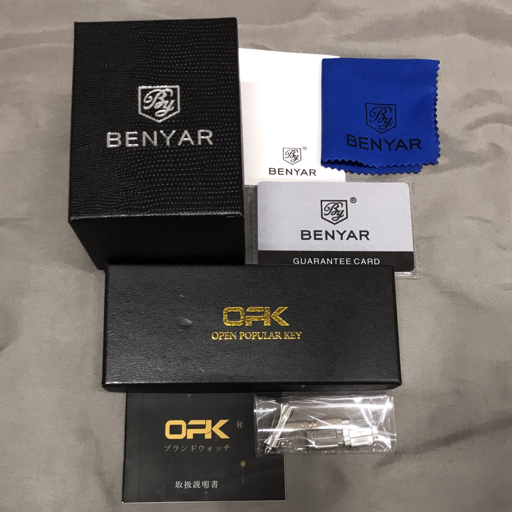 By
BENYAR
By
®
BENYAR
By
BENYAR
By
®
BENYAR
GUARANTEE CARD
OPK
OPEN POPULAR KEY
OPK ®
ブランドウォッチ
取扱説明書